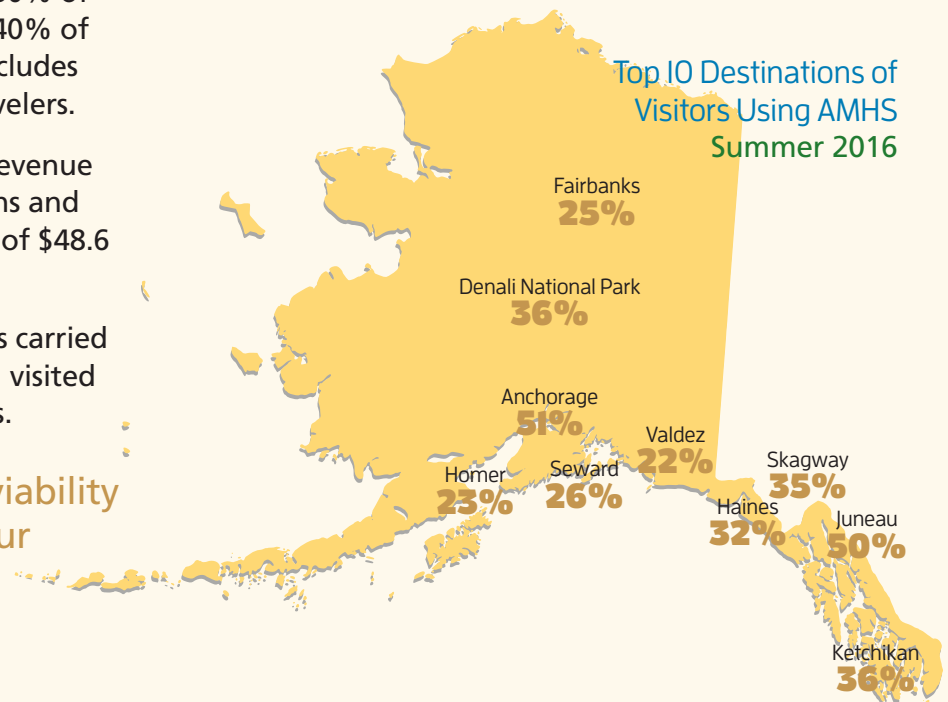 40% of
velers.
evenue
ns and
of $48.6
s carried
visited
s.
viability
ur
Top 10 Destinations of
Visitors Using AMHS
Summer 2016
Fairbanks
25%
Denali National Park
36%
Anchorage
51%
Valdez
22%
Homer
23%
Seward
26%
Skagway
35%
Haines
32%
Juneau
50%
Ketchikan
36%